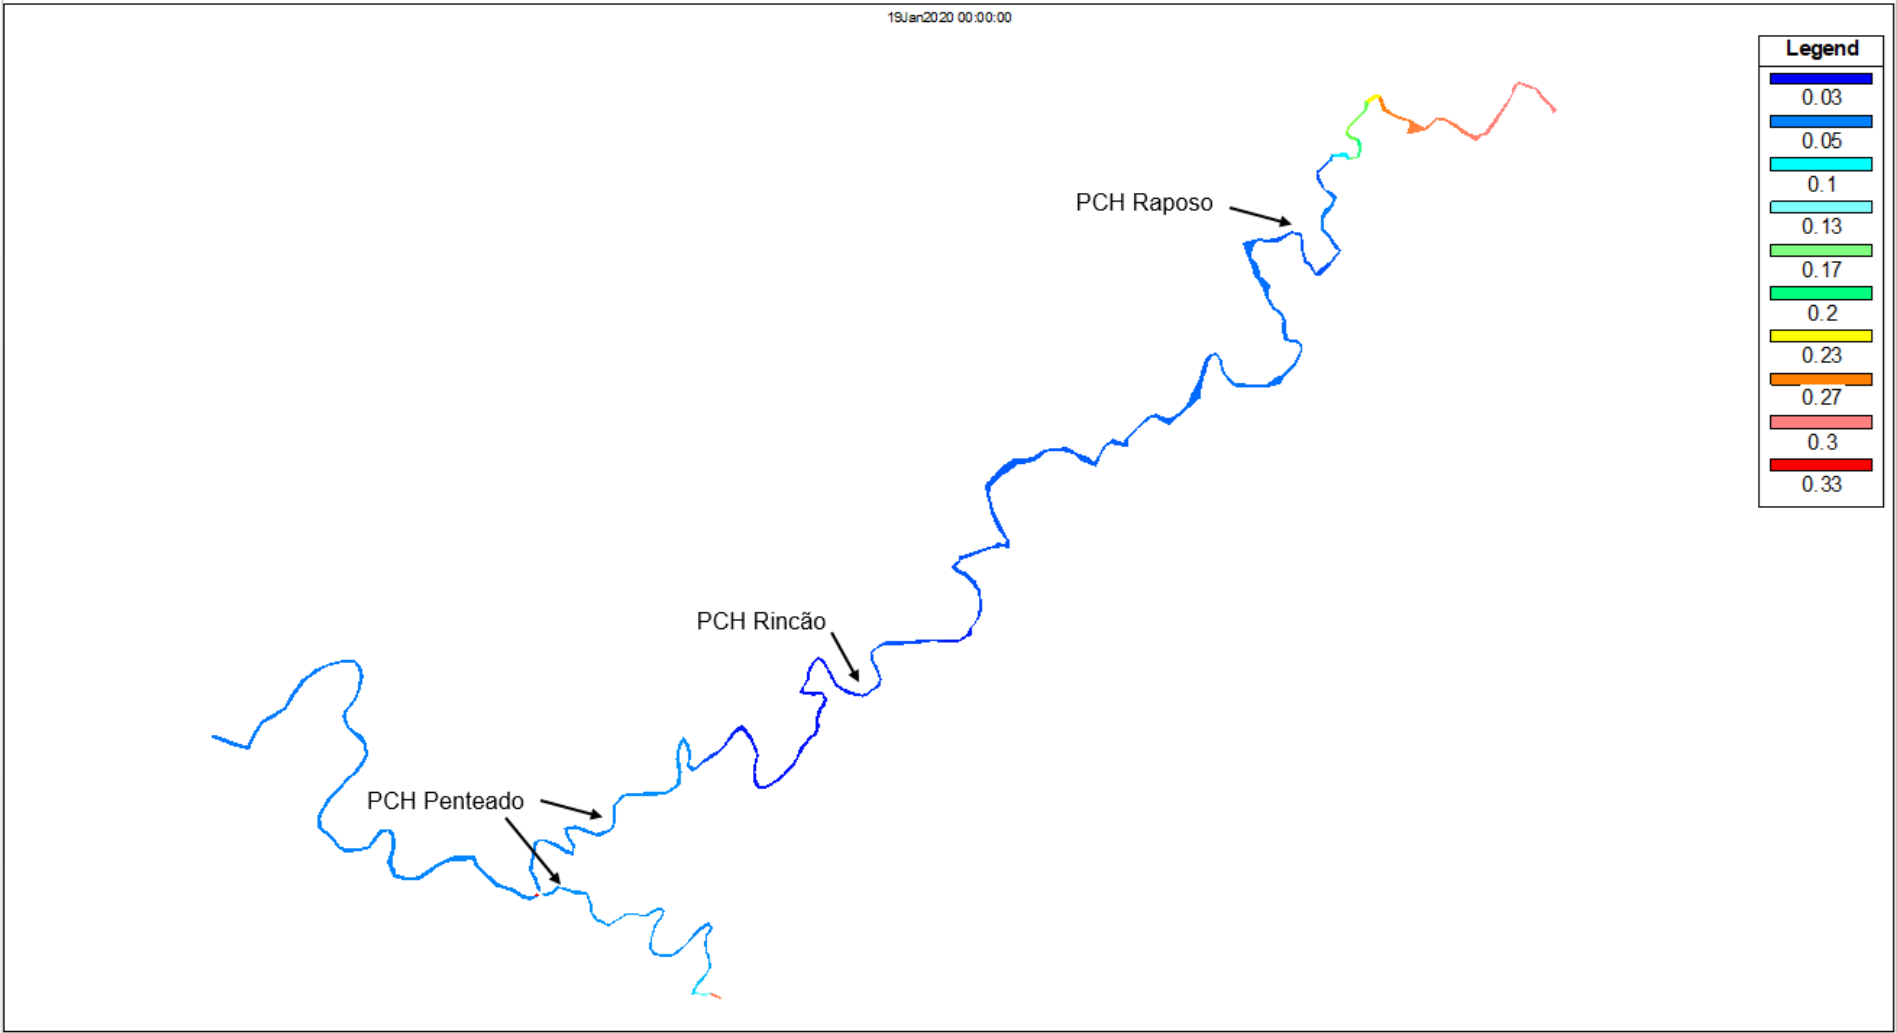 19Jan2020 00:00:00
Legend
0.03
0.05
0.1
0.13
0.17
0.2
0.23
0.27
0.3
0.33
PCH Raposo
PCH Rincão
PCH Penteado